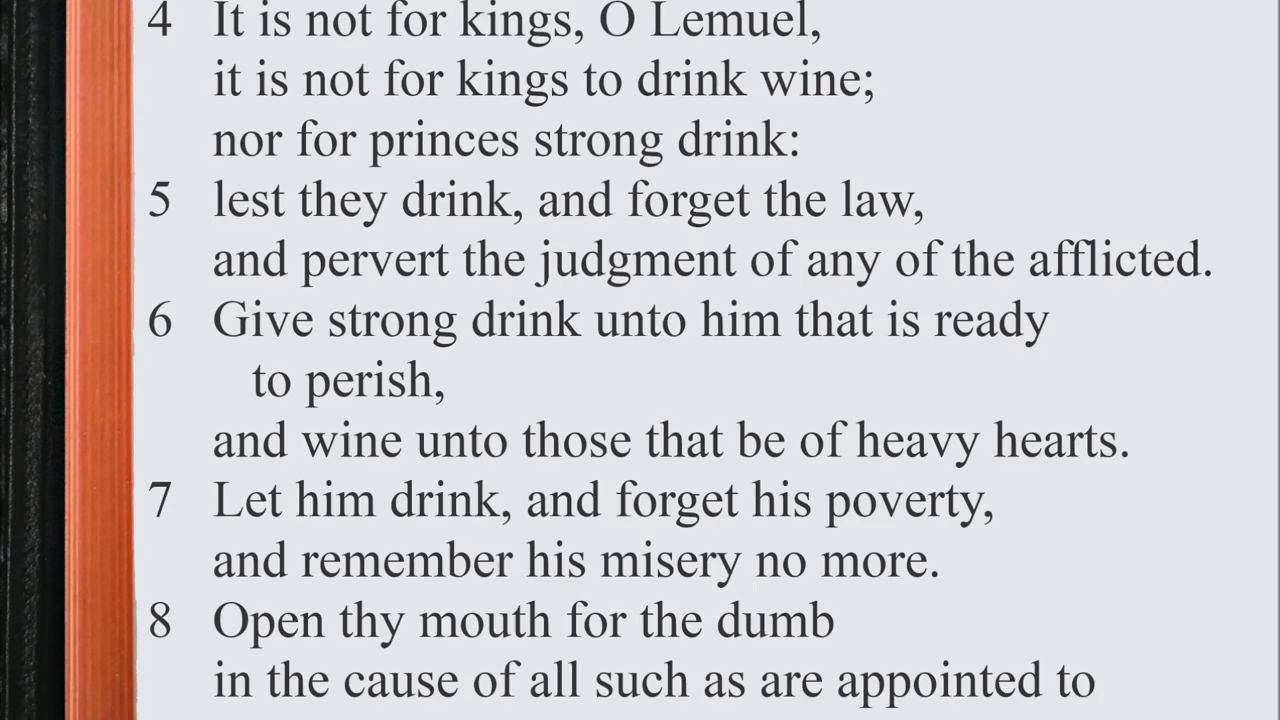 4 It is not for kings, O Lemuel,
it is not for kings to drink wine;
nor for princes strong drink:
5 lest they drink, and forget the law,
and pervert the judgment of any of the afflicted.
6 Give strong drink unto him that is ready
to perish,
and wine unto those that be of heavy hearts.
7 Let him drink, and forget his poverty,
and remember his misery no more.
8 Open thy mouth for the dumb
in the cause of all such as are appointed to